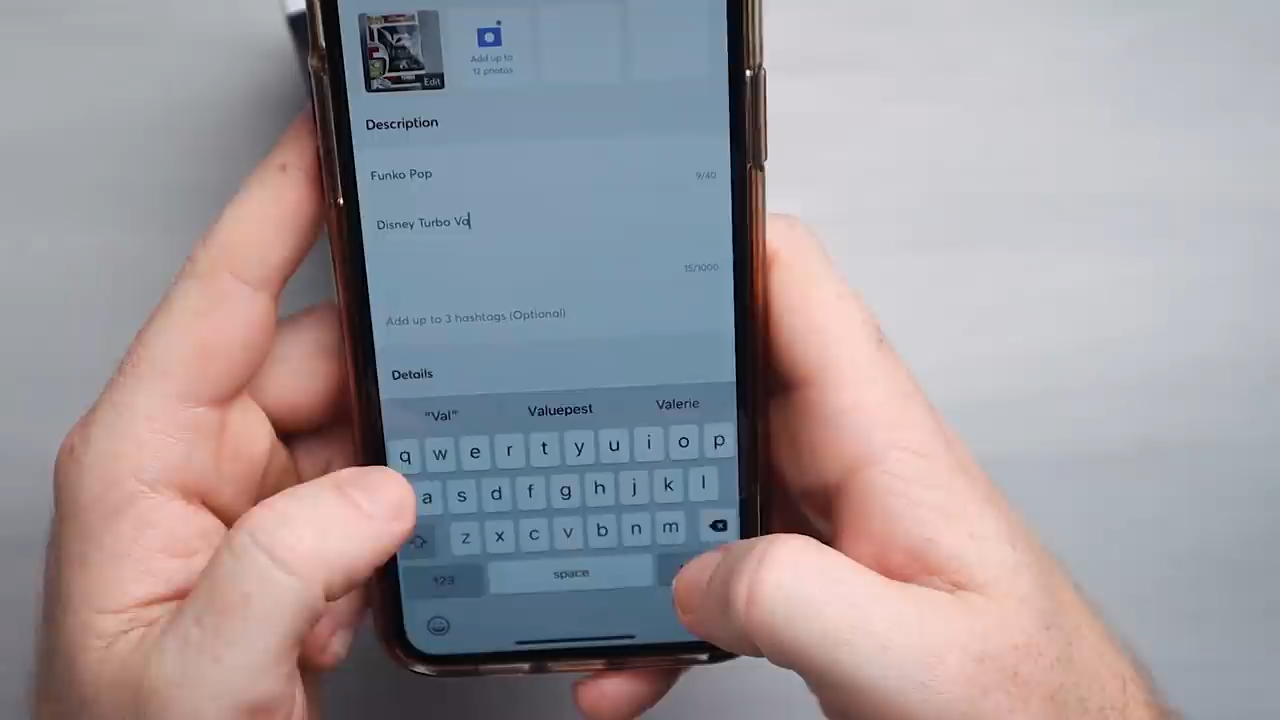 Edit
Add up to
12 photos
Description
Funko Pop
9/40
Disney Turbo Va
15/1000
Add up to 3 hashtags (Optional)
Details
"Val" Valuepest Valerie
q w e r t y u i o p
a s d f g h j k l
z x c v b n m
123 space